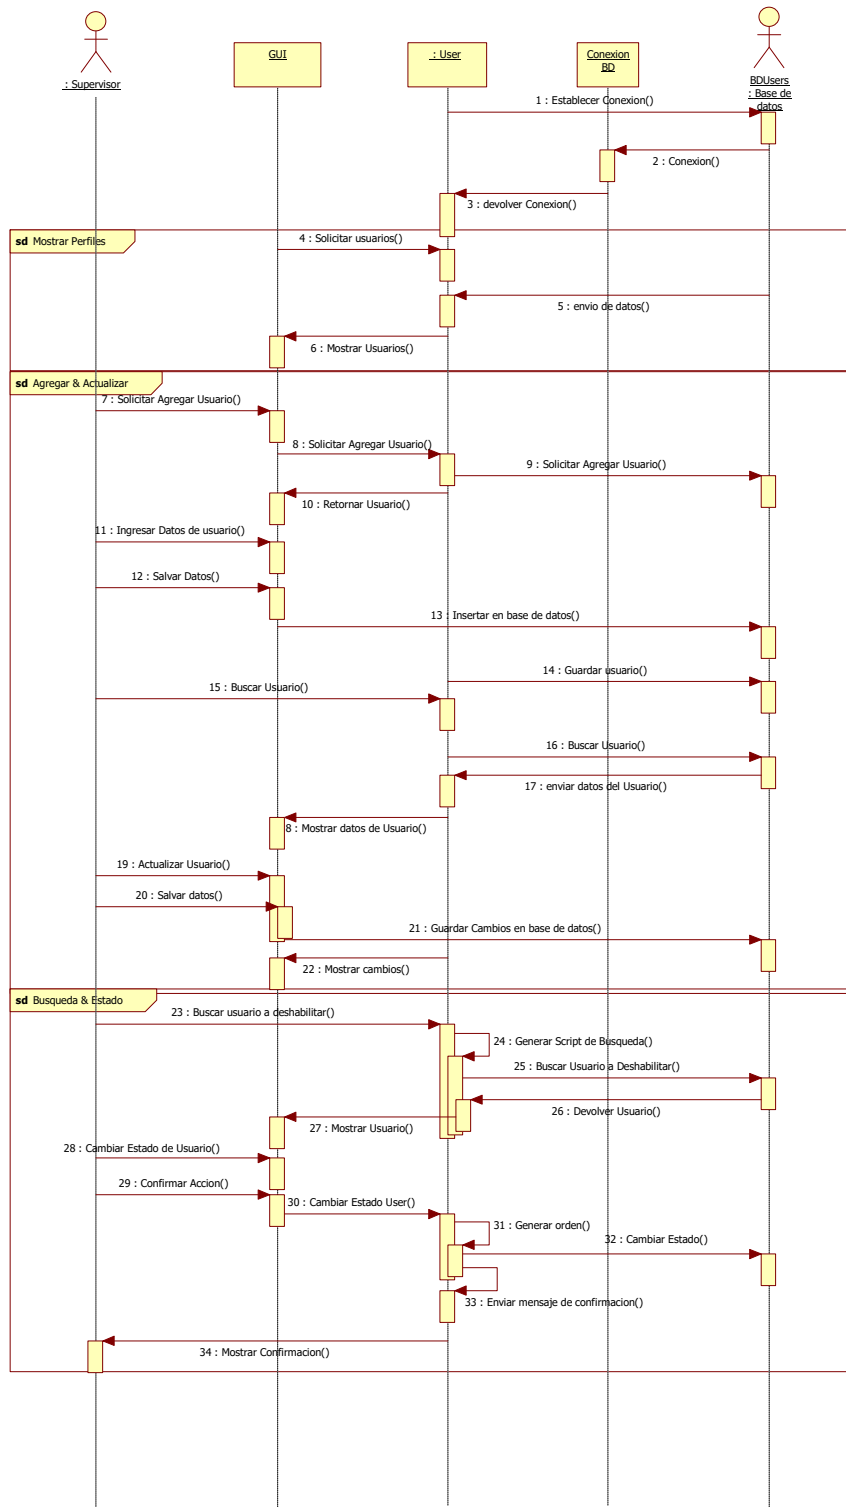 : Supervisor
GUI
: User
Conexion
BD
BDUsers
: Base de
datos
1 : Establecer Conexion()
2 : Conexion()
3 : devolver Conexion()
sd Mostrar Perfiles
4 : Solicitar usuarios()
5 : envio de datos()
6 : Mostrar Usuarios()
sd Agregar & Actualizar
7 : Solicitar Agregar Usuario()
8 : Solicitar Agregar Usuario()
9 : Solicitar Agregar Usuario()
10 : Retornar Usuario()
11 : Ingresar Datos de usuario()
12 : Salvar Datos()
13 : Insertar en base de datos()
14 : Guardar usuario()
15 : Buscar Usuario()
16 : Buscar Usuario()
17 : enviar datos del Usuario()
8 : Mostrar datos de Usuario()
19 : Actualizar Usuario()
20 : Salvar datos()
21 : Guardar Cambios en base de datos()
22 : Mostrar cambios()
sd Busqueda & Estado
23 : Buscar usuario a deshabilitar()
24 : Generar Script de Busqueda()
25 : Buscar Usuario a Deshabilitar()
26 : Devolver Usuario()
27 : Mostrar Usuario()
28 : Cambiar Estado de Usuario()
29 : Confirmar Accion()
30 : Cambiar Estado User()
31 : Generar orden()
32 : Cambiar Estado()
33 : Enviar mensaje de confirmacion()
34 : Mostrar Confirmacion()